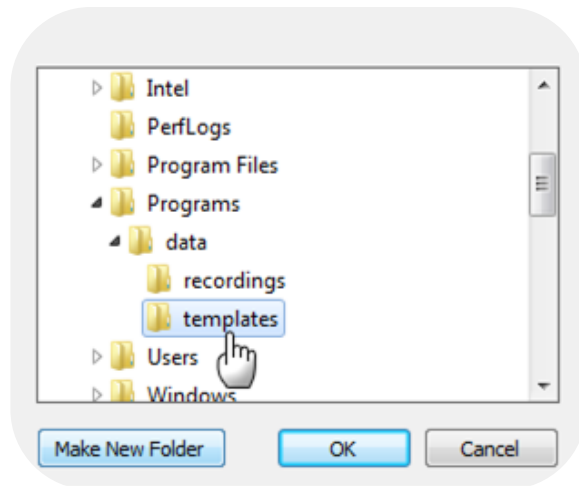 Intel
PerfLogs
Program Files
Programs
data
recordings
templates
Users
Windows
Make New Folder OK Cancel